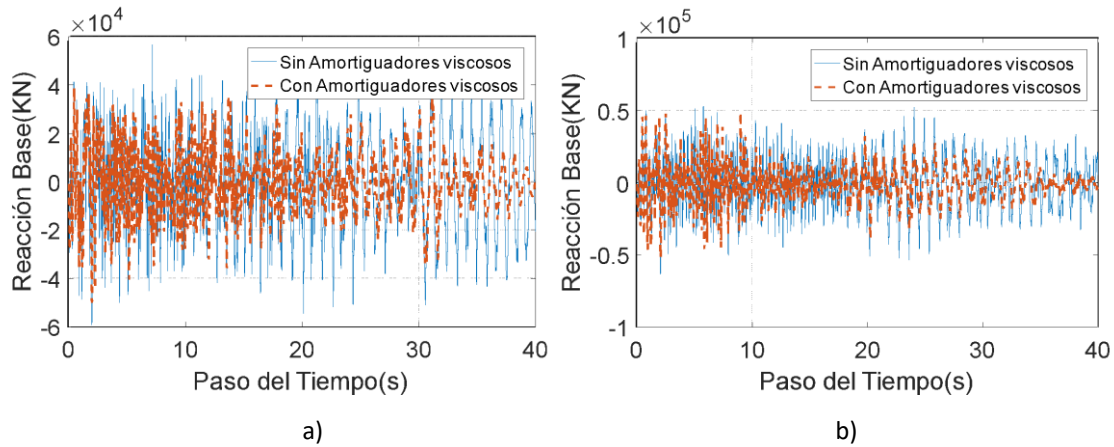 ×10⁴
6
4
2
0
-2
-4
-6
0
10
20
30
40
Reacción Base(KN)
Paso del Tiempo(s)
Sin Amortiguadores viscosos
Con Amortiguadores viscosos
a)
×10⁵
1
0.5
0
-0.5
-1
0
10
20
30
40
Reacción Base(KN)
Paso del Tiempo(s)
Sin Amortiguadores viscosos
Con Amortiguadores viscosos
b)